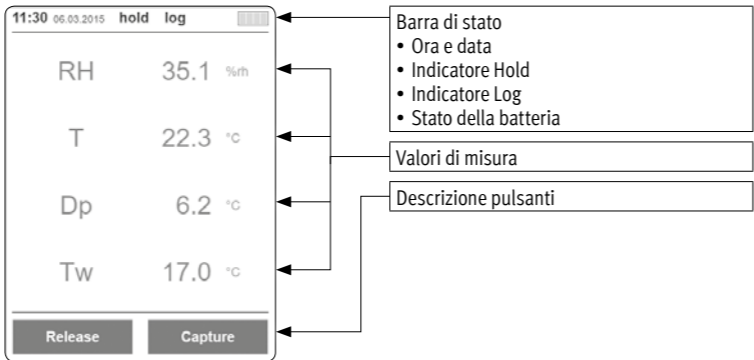 11:30 06.03.2015 hold log
RH 35.1 %rh
T 22.3 °C
Dp 6.2 °C
Tw 17.0 °C
Release Capture
Barra di stato
• Ora e data
• Indicatore Hold
• Indicatore Log
• Stato della batteria
Valori di misura
Descrizione pulsanti